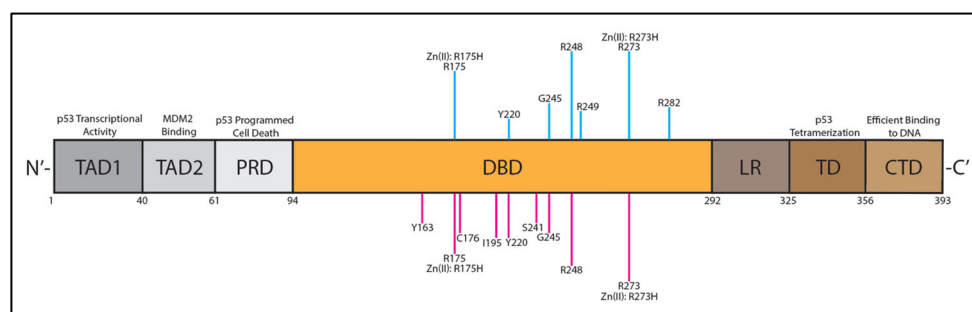 Zn(II): R175H
R175
Y220
G245
R248
R249
Zn(II): R273H
R273
R282
p53 Transcriptional
Activity
MDM2
Binding
p53 Programmed
Cell Death
p53
Tetramerization
Efficient Binding
to DNA
N'-
TAD1
TAD2
PRD
DBD
LR
TD
CTD
-C'
1
40
61
94
292
325
356
393
Y163
R175
Zn(II): R175H
C176
I195
Y220
S241
G245
R248
R273
Zn(II): R273H